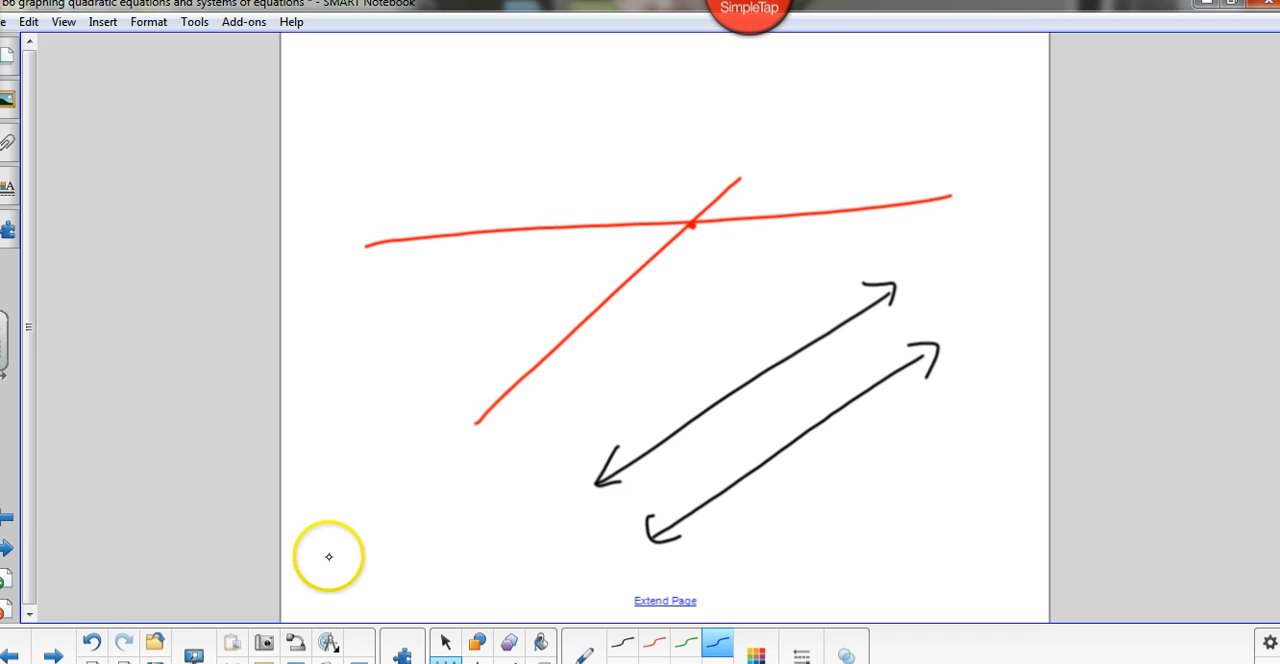 b6 graphing quadratic equations and systems of equations * - SMART Notebook
SimpleTap
Edit View Insert Format Tools Add-ons Help
Extend Page